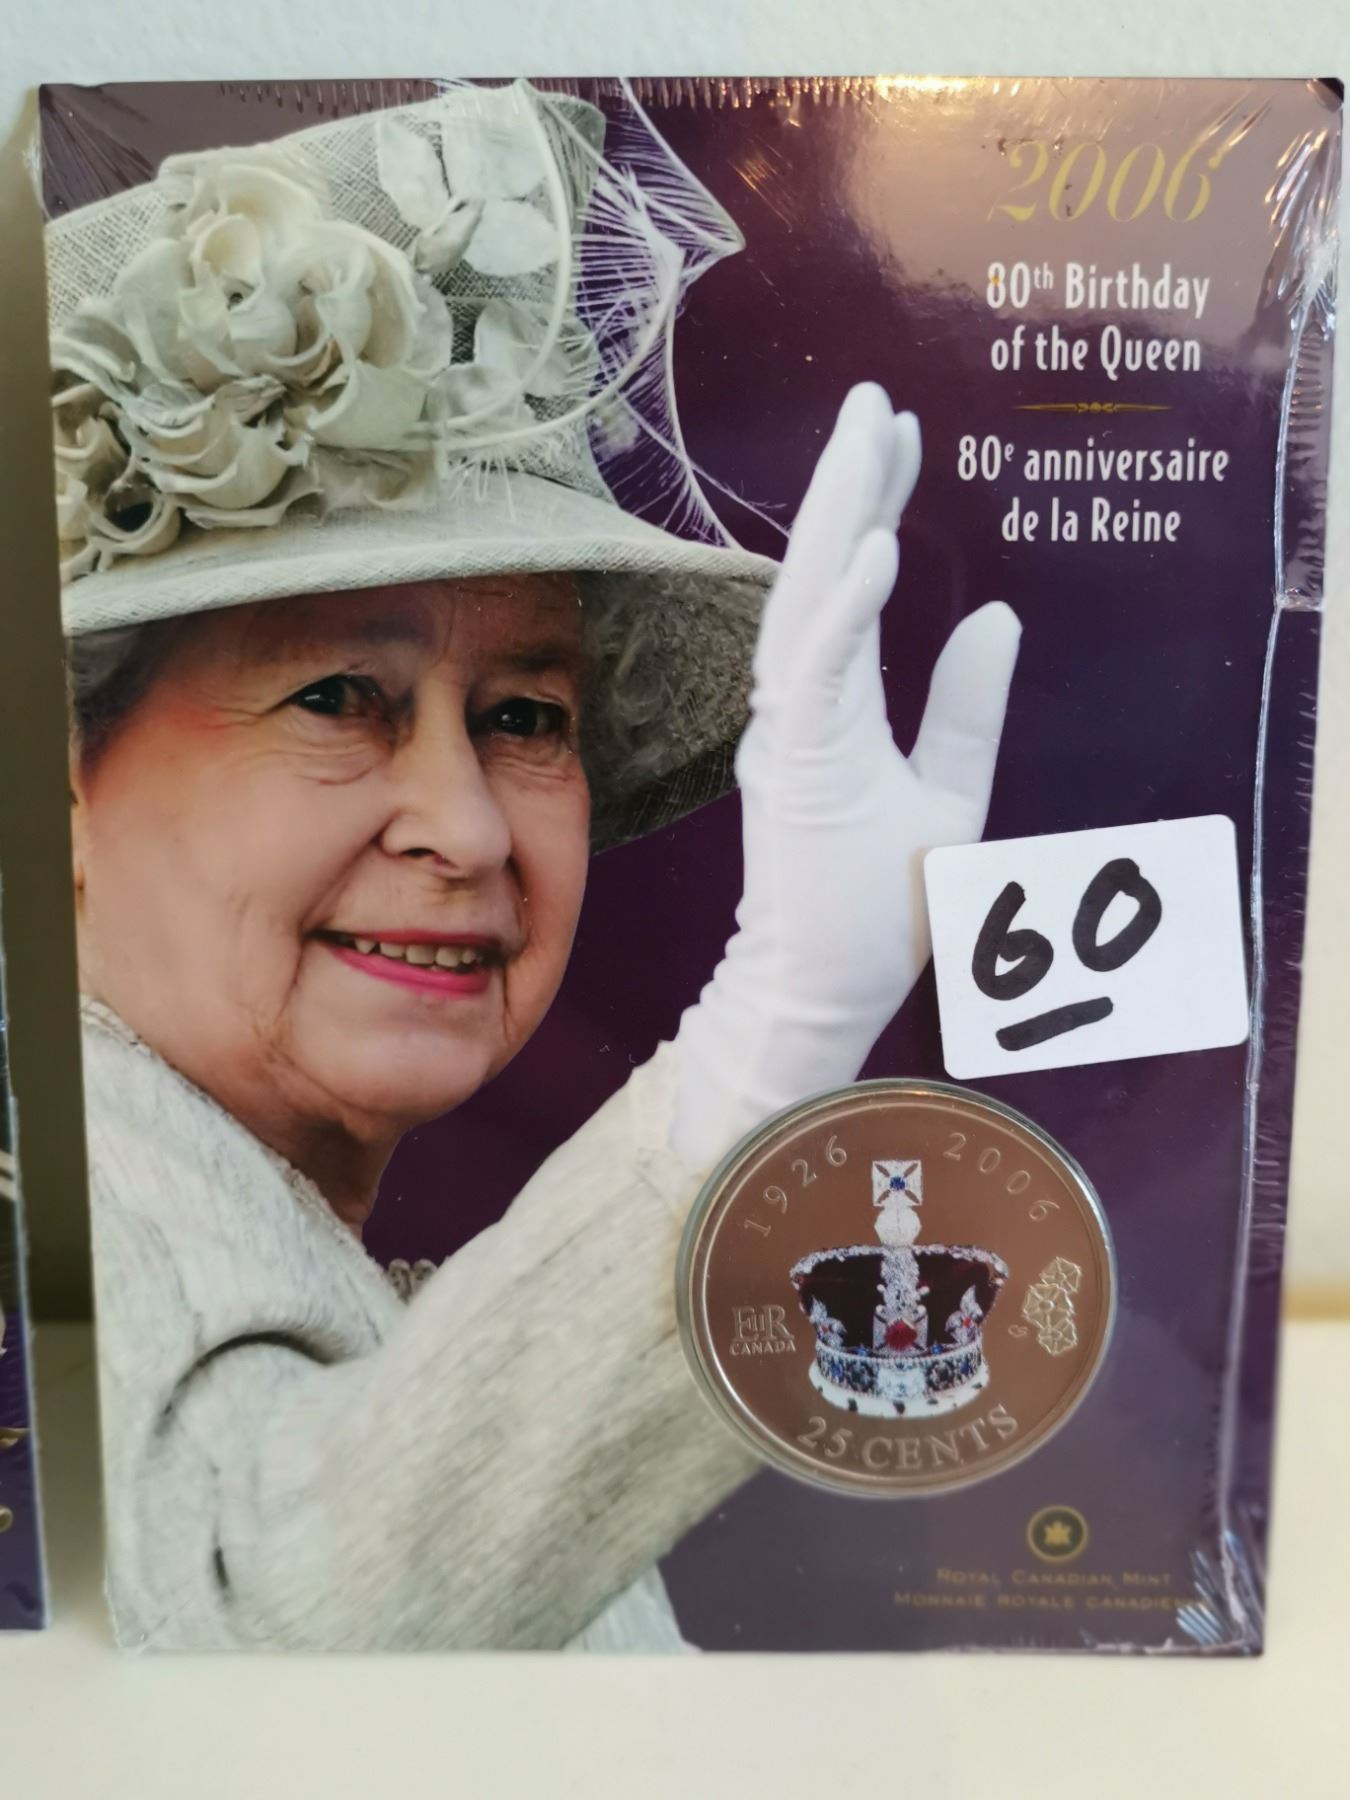 2006
80th Birthday
of the Queen
80e anniversaire
de la Reine
60
1926 2006
EIIR
CANADA
25 CENTS
ROYAL CANADIAN MINT
MONNAIE ROYALE CANADIENNE